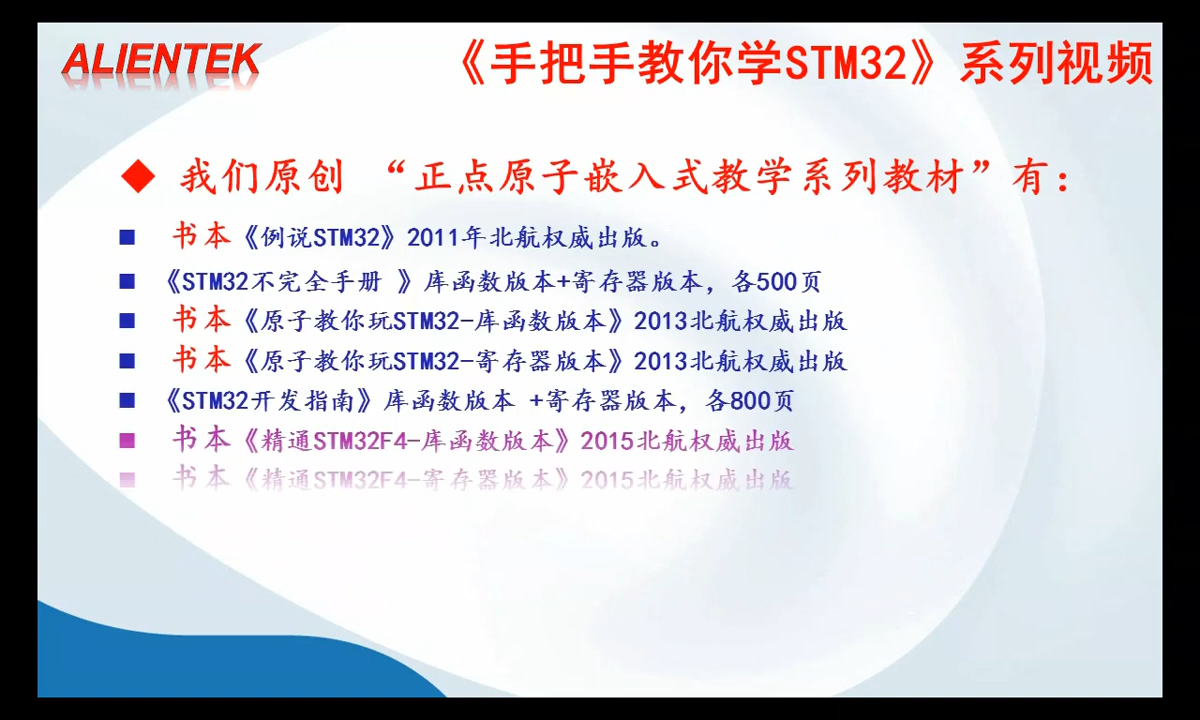 ALIENTEK
《手把手教你学STM32》系列视频
我们原创 “正点原子嵌入式教学系列教材”有：
书本《例说STM32》2011年北航权威出版。
《STM32不完全手册 》库函数版本+寄存器版本，各500页
书本《原子教你玩STM32-库函数版本》2013北航权威出版
书本《原子教你玩STM32-寄存器版本》2013北航权威出版
《STM32开发指南》库函数版本 +寄存器版本，各800页
书本《精通STM32F4-库函数版本》2015北航权威出版
书本《精通STM32F4-寄存器版本》2015北航权威出版